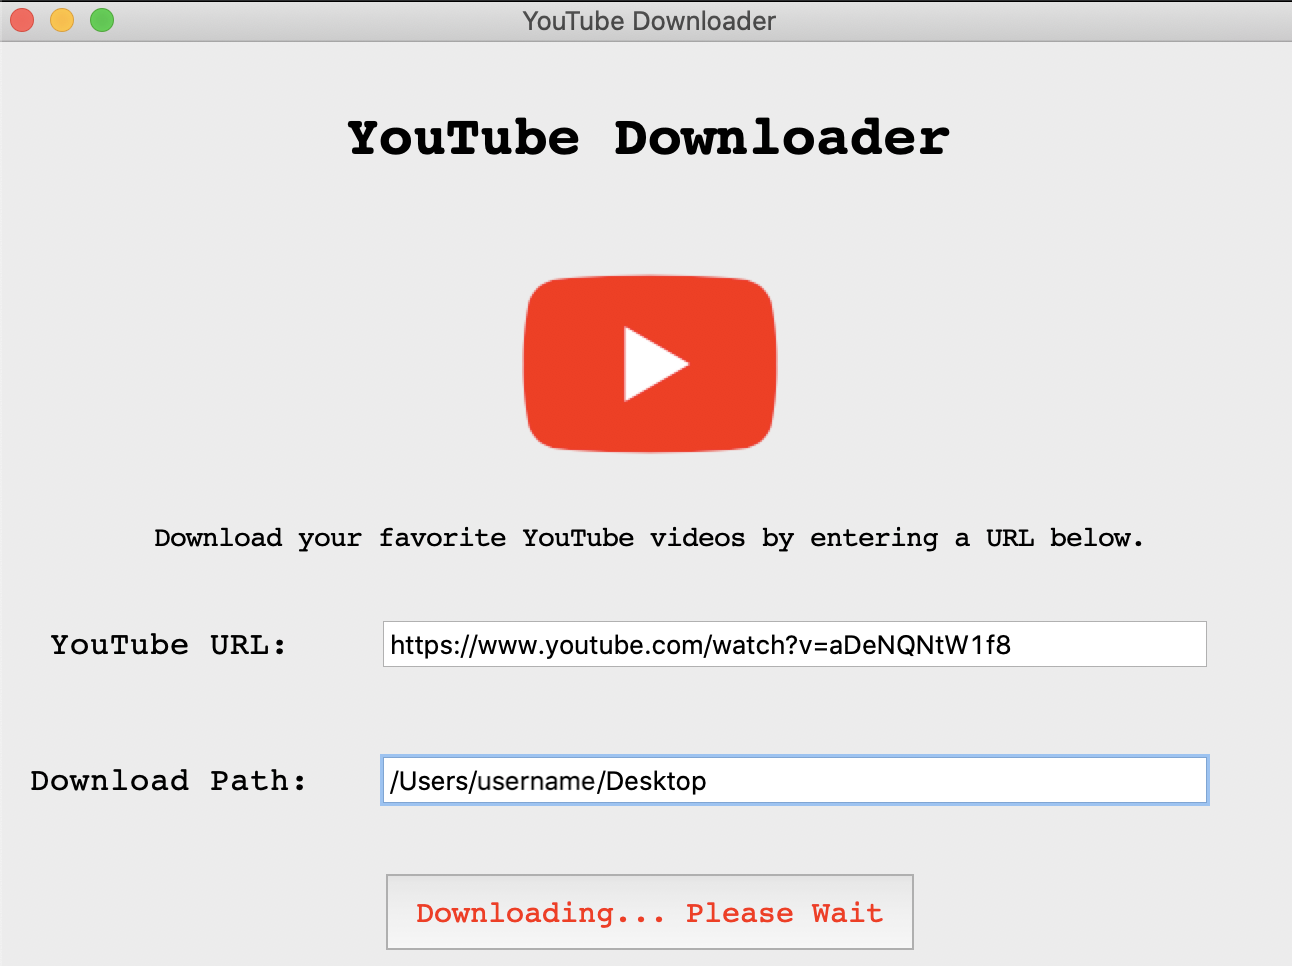 YouTube Downloader
YouTube Downloader
Download your favorite YouTube videos by entering a URL below.
YouTube URL: https://www.youtube.com/watch?v=aDeNQNtW1f8
Download Path: /Users/username/Desktop
Downloading... Please Wait